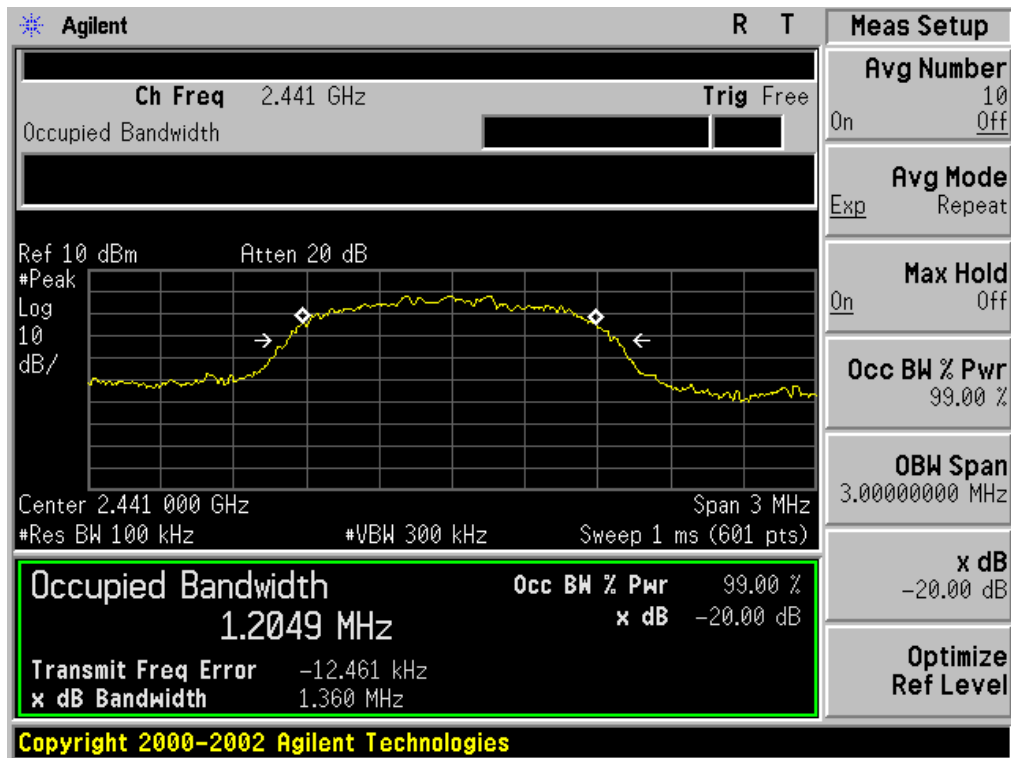 Agilent R T
Meas Setup
Ch Freq 2.441 GHz Trig Free
Occupied Bandwidth
Ref 10 dBm Atten 20 dB
#Peak
Log
10
dB/
Center 2.441 000 GHz Span 3 MHz
#Res BW 100 kHz #VBW 300 kHz Sweep 1 ms (601 pts)
Occupied Bandwidth Occ BW % Pwr 99.00 %
1.2049 MHz x dB -20.00 dB
Transmit Freq Error -12.461 kHz
x dB Bandwidth 1.360 MHz
Avg Number
10
On Off
Avg Mode
Exp Repeat
Max Hold
On Off
Occ BW % Pwr
99.00 %
OBW Span
3.00000000 MHz
x dB
-20.00 dB
Optimize
Ref Level
Copyright 2000-2002 Agilent Technologies